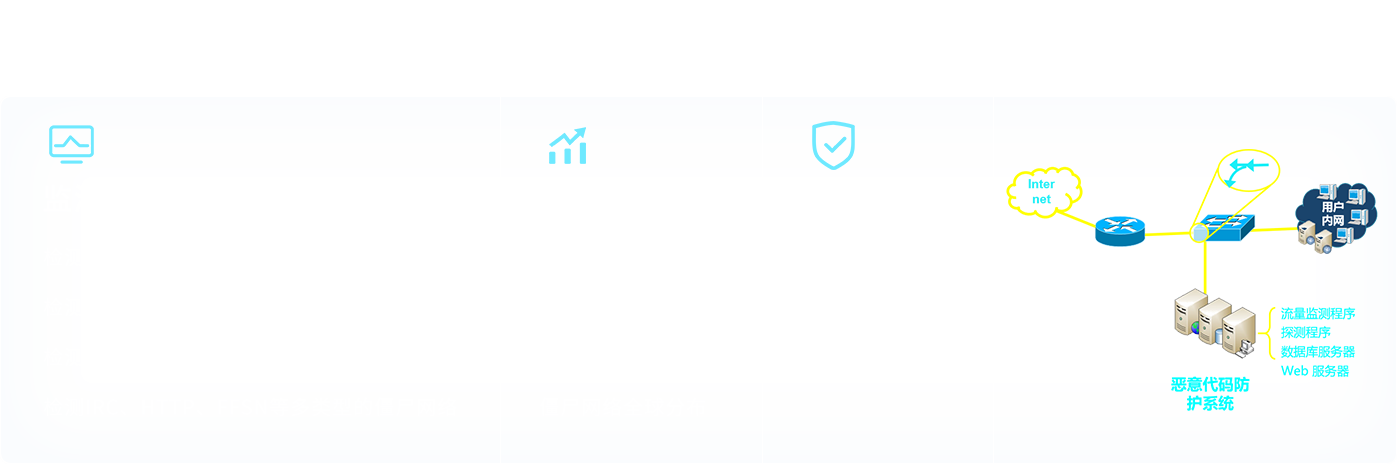 Inter
net
用户
内网
流量监测程序
探测程序
数据库服务器
Web 服务器
恶意代码防
护系统